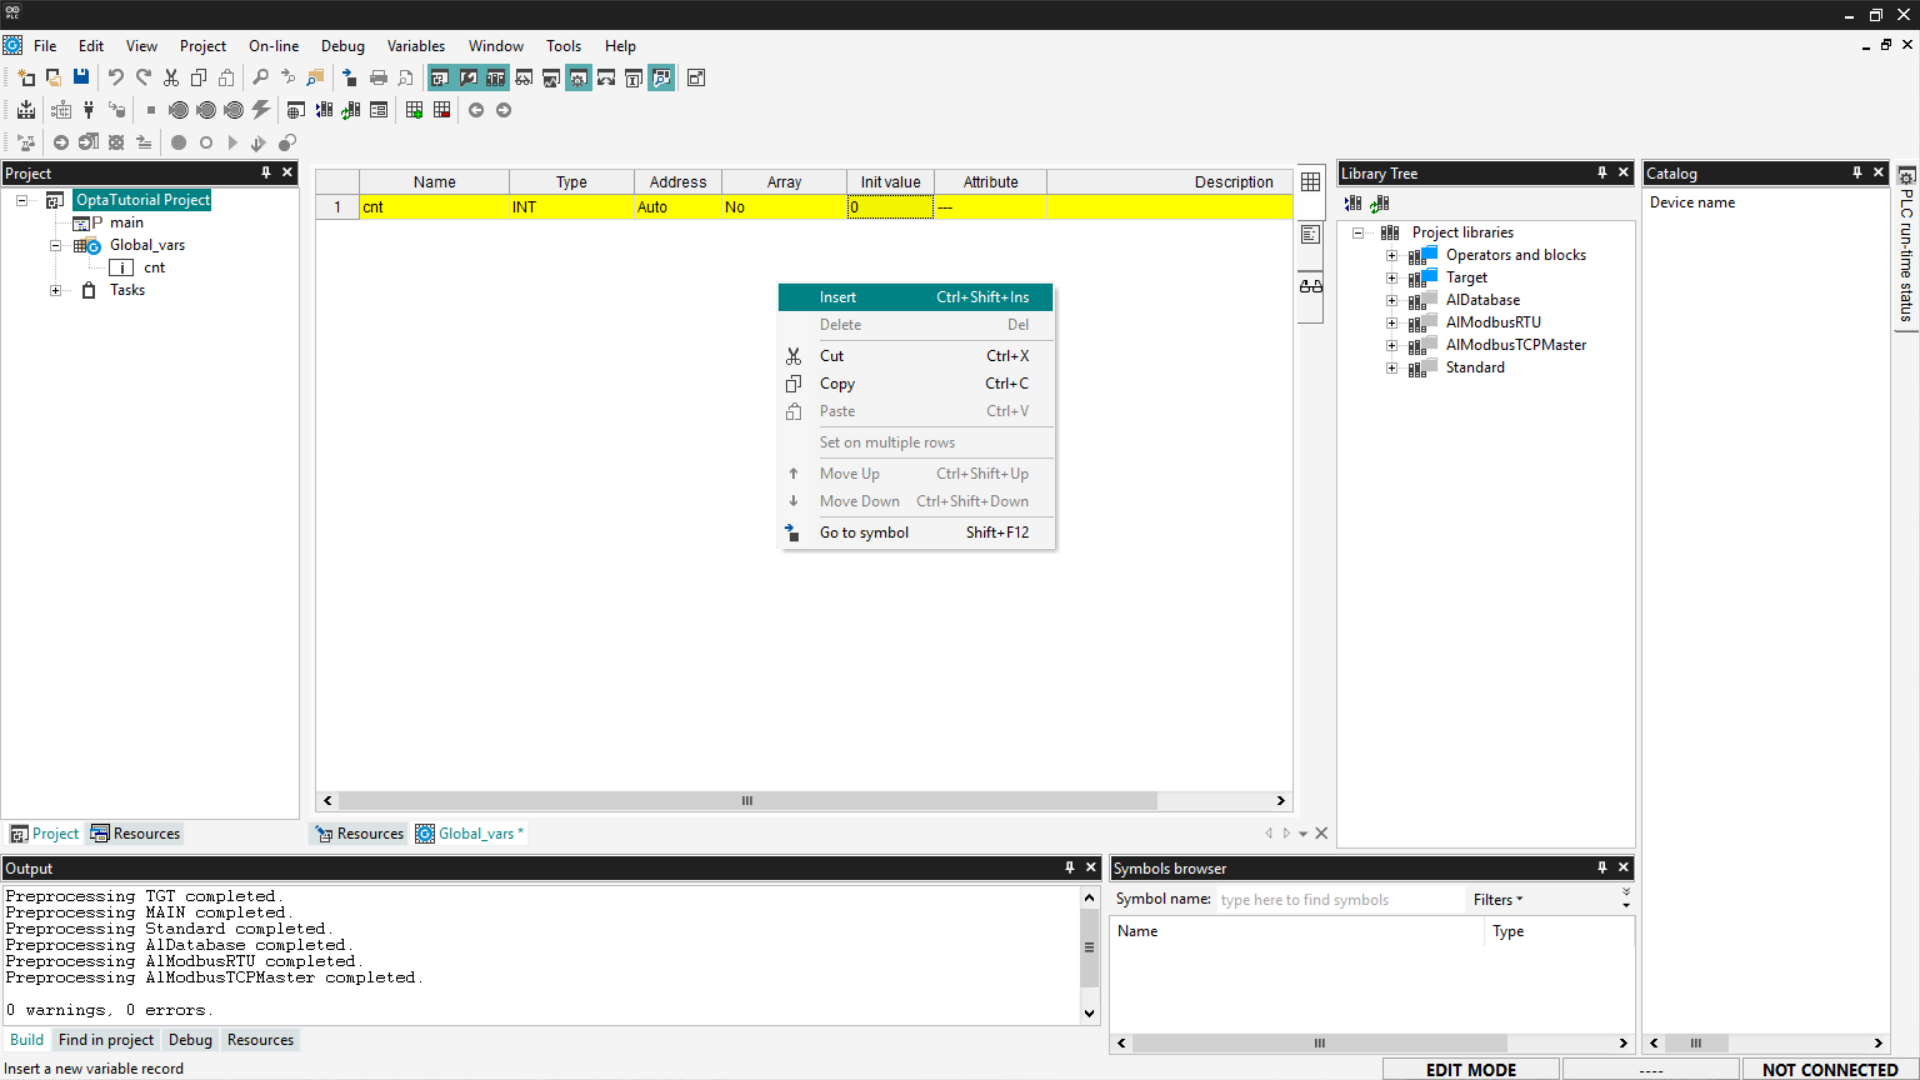 PLC
File Edit View Project On-line Debug Variables Window Tools Help
Project
OptaTutorial Project
main
Global_vars
cnt
Tasks
Project Resources
Name Type Address Array Init value Attribute Description
1 cnt INT Auto No 0 ---
Insert Ctrl+Shift+Ins
Delete Del
Cut Ctrl+X
Copy Ctrl+C
Paste Ctrl+V
Set on multiple rows
Move Up Ctrl+Shift+Up
Move Down Ctrl+Shift+Down
Go to symbol Shift+F12
Resources Global_vars *
Library Tree
Project libraries
Operators and blocks
Target
AlDatabase
AlModbusRTU
AlModbusTCPMaster
Standard
Catalog
Device name
PLC run-time status
Output
Preprocessing TGT completed.
Preprocessing MAIN completed.
Preprocessing Standard completed.
Preprocessing AlDatabase completed.
Preprocessing AlModbusRTU completed.
Preprocessing AlModbusTCPMaster completed.
0 warnings, 0 errors.
Build Find in project Debug Resources
Symbols browser
Symbol name: type here to find symbols Filters
Name Type
Insert a new variable record
EDIT MODE ---- NOT CONNECTED